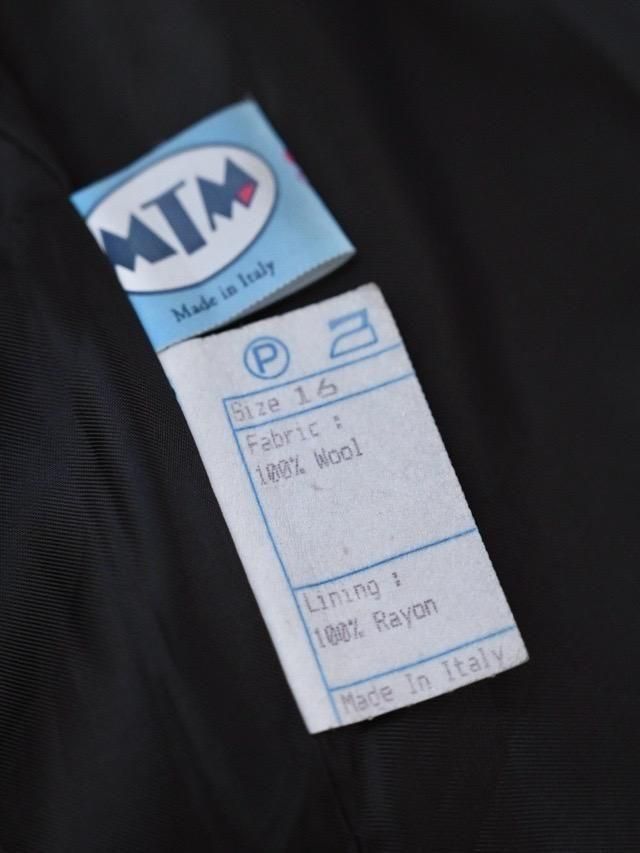 MTM
Made in Italy
P
Size 16
Fabric :
100% Wool
Lining :
100% Rayon
Made In Italy